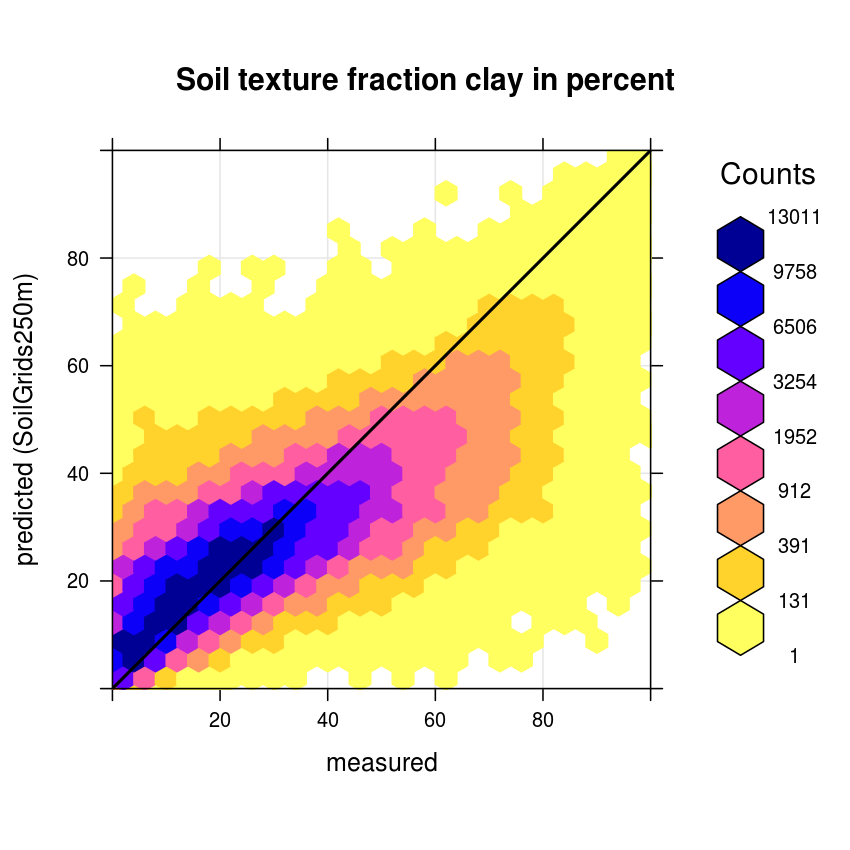 Soil texture fraction clay in percent
Counts
13011
9758
6506
3254
1952
912
391
131
1
80
60
40
20
predicted (SoilGrids250m)
20 40 60 80
measured